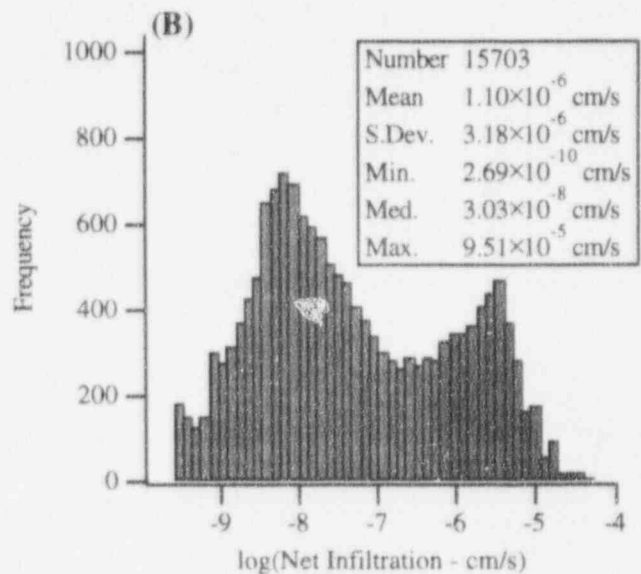 (B)
1000
800
600
400
200
0
Frequency
Number 15703
Mean 1.10×10^-6 cm/s
S.Dev. 3.18×10^-6 cm/s
Min. 2.69×10^-10 cm/s
Med. 3.03×10^-8 cm/s
Max. 9.51×10^-5 cm/s
-9 -8 -7 -6 -5 -4
log(Net Infiltration - cm/s)